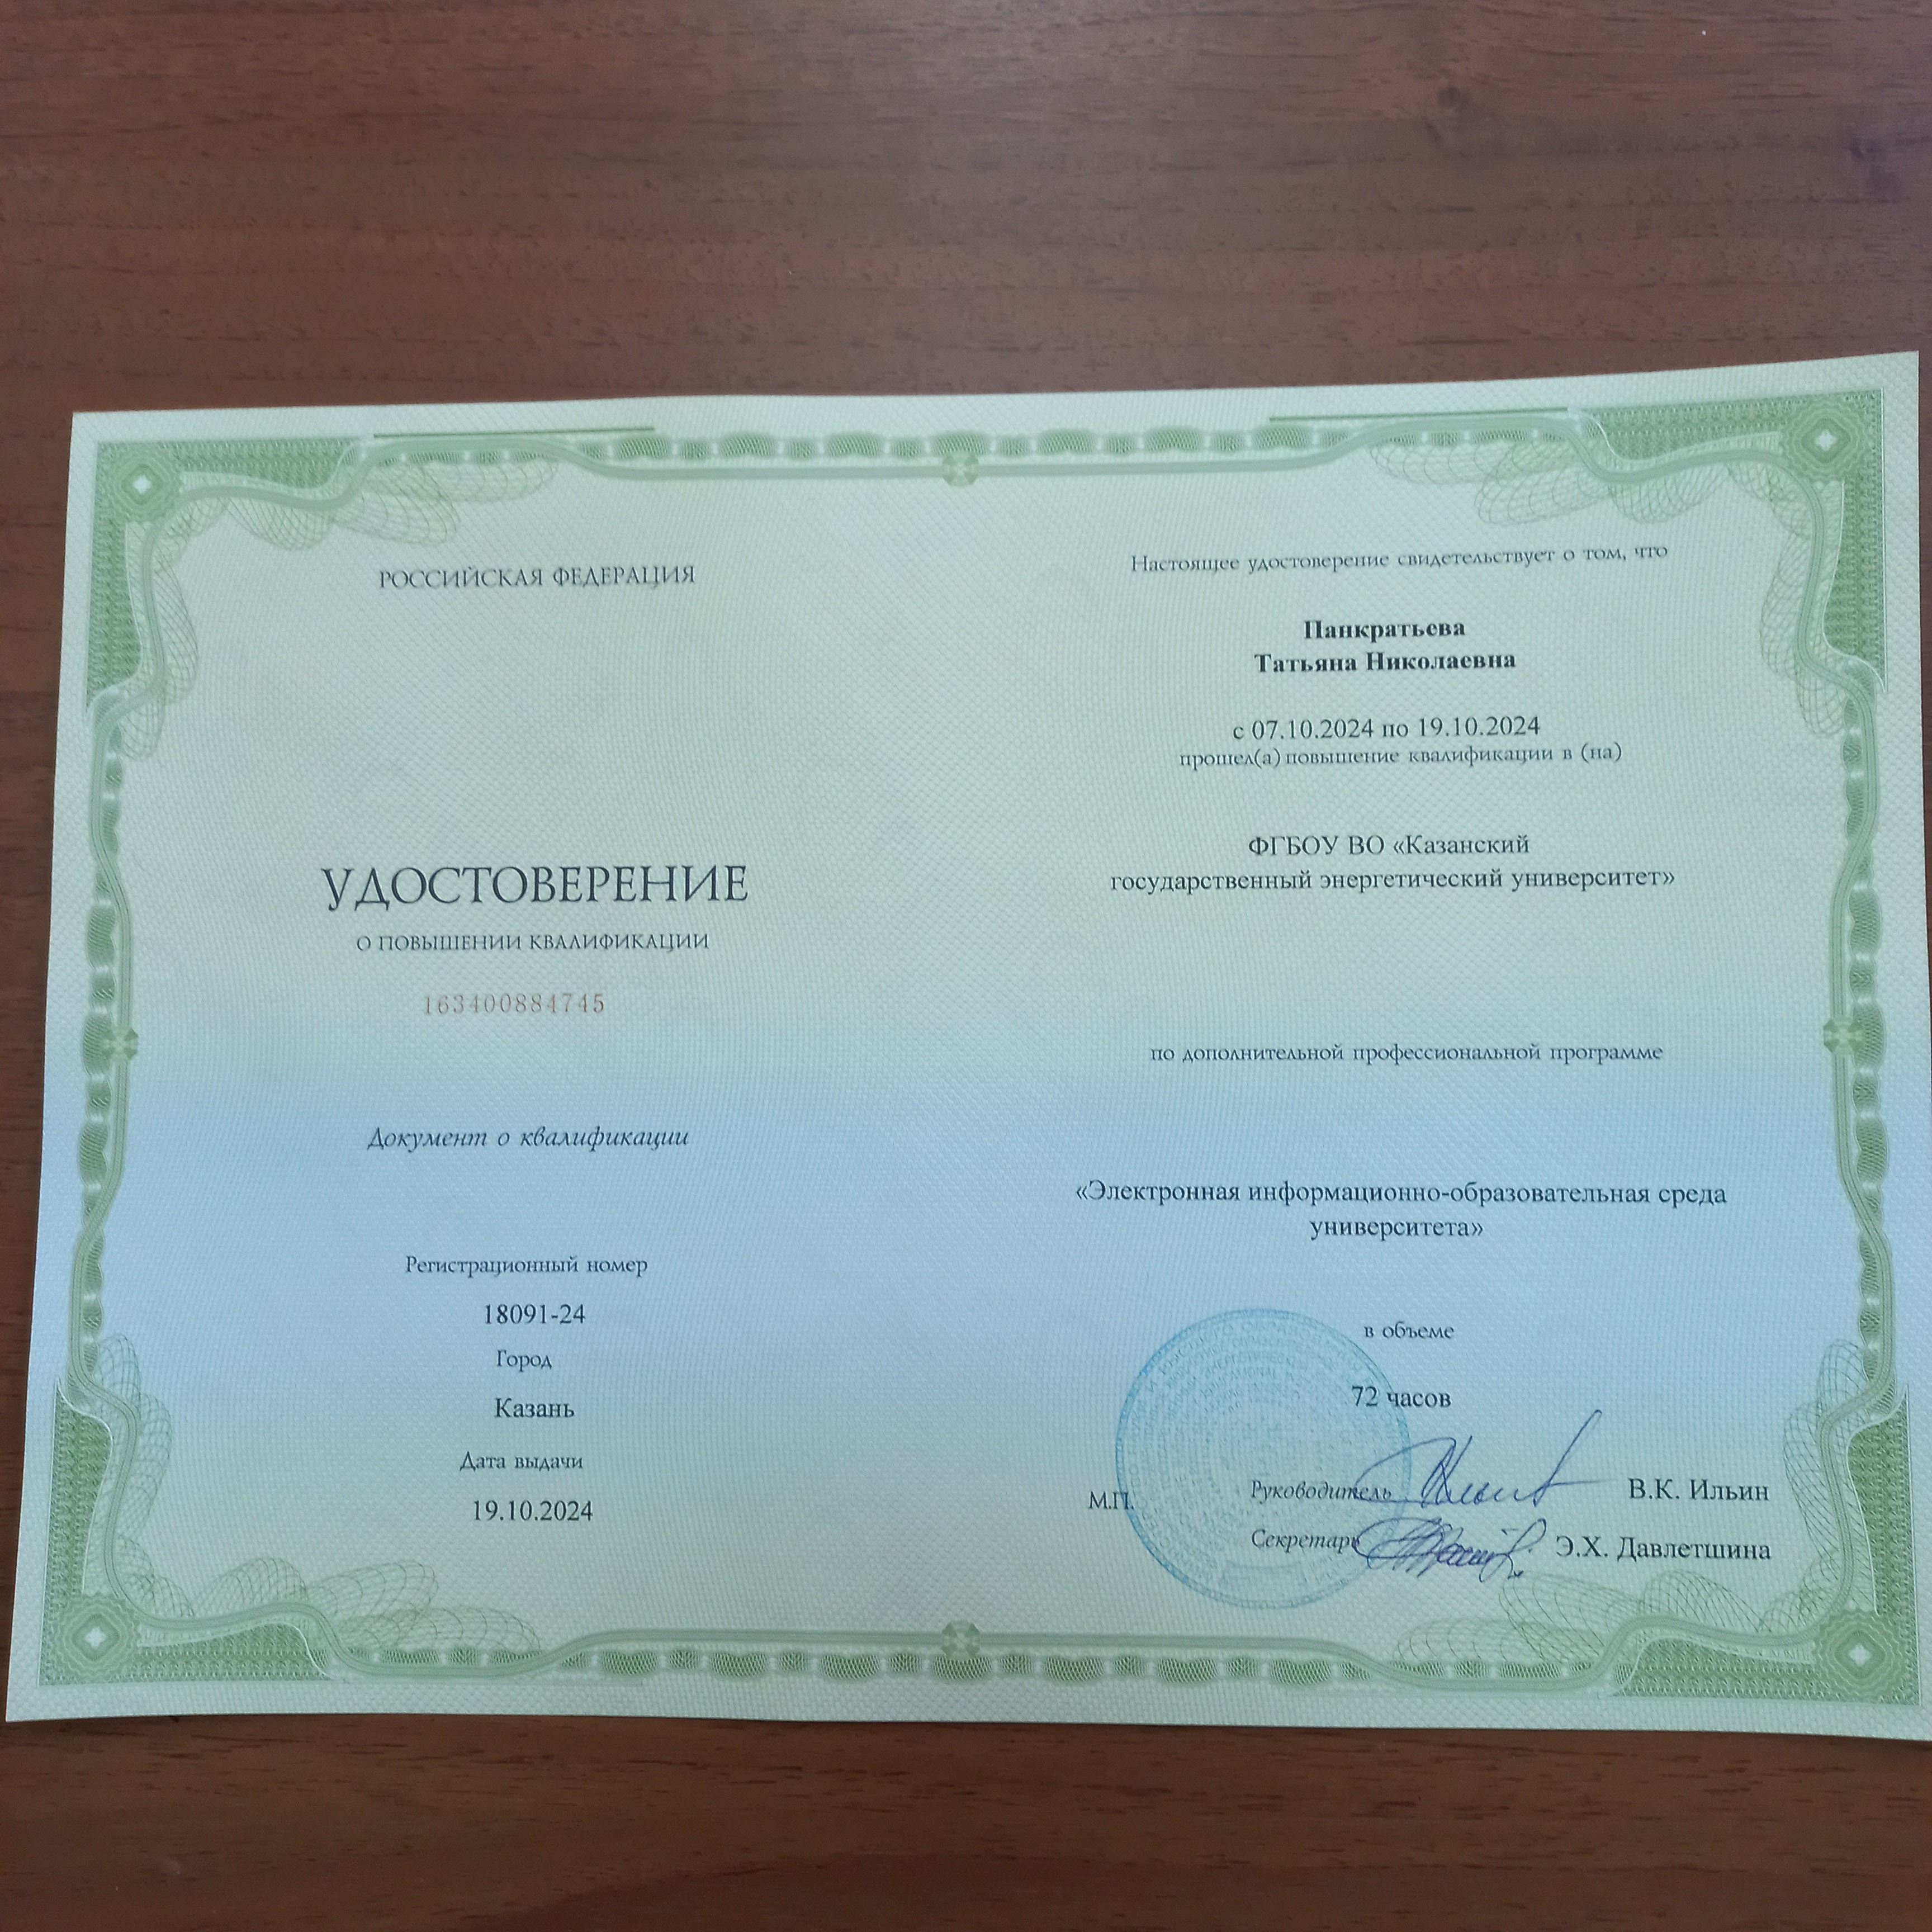 РОССИЙСКАЯ ФЕДЕРАЦИЯ
УДОСТОВЕРЕНИЕ
О ПОВЫШЕНИИ КВАЛИФИКАЦИИ
163400884745
Документ о квалификации
Регистрационный номер
18091-24
Город
Казань
Дата выдачи
19.10.2024
Настоящее удостоверение свидетельствует о том, что
Панкратьева
Татьяна Николаевна
с 07.10.2024 по 19.10.2024
прошел(а) повышение квалификации в (на)
ФГБОУ ВО «Казанский
государственный энергетический университет»
по дополнительной профессиональной программе
«Электронная информационно-образовательная среда
университета»
в объеме
72 часов
М.П.
Руководитель В.К. Ильин
Секретарь Э.Х. Давлетшина